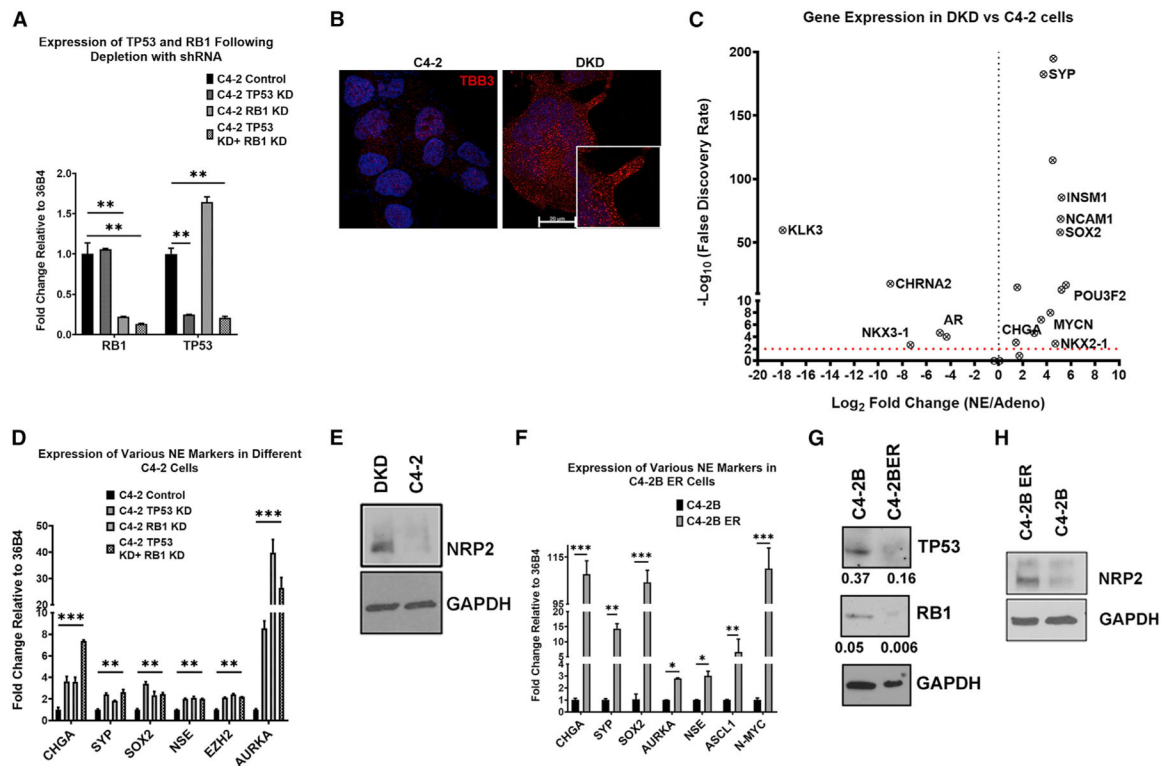 A
Expression of TP53 and RB1 Following
Depletion with shRNA
C4-2 Control
C4-2 TP53 KD
C4-2 RB1 KD
C4-2 TP53
KD+ RB1 KD
Fold Change Relative to 36B4
2.0
1.5
1.0
0.5
0.0
**
**
**
**
RB1
TP53
B
C4-2
DKD
TBB3
20 µm
C
Gene Expression in DKD vs C4-2 cells
-Log10 (False Discovery Rate)
200
150
100
50
10
8
6
4
2
0
SYP
INSM1
NCAM1
SOX2
KLK3
CHRNA2
POU3F2
AR
CHGA
MYCN
NKX3-1
NKX2-1
-20 -18 -16 -14 -12 -10 -8 -6 -4 -2 0 2 4 6 8 10
Log2 Fold Change (NE/Adeno)
D
Expression of Various NE Markers in Different
C4-2 Cells
C4-2 Control
C4-2 TP53 KD
C4-2 RB1 KD
C4-2 TP53
KD+ RB1 KD
Fold Change Relative to 36B4
50
40
30
20
10
8
6
4
2
0
***
**
**
**
**
***
CHGA
SYP
SOX2
NSE
EZH2
AURKA
E
DKD
C4-2
NRP2
GAPDH
F
Expression of Various NE Markers in
C4-2B ER Cells
C4-2B
C4-2B ER
Fold Change Relative to 36B4
115
95
20
15
10
5
4
3
2
1
0
***
**
***
*
*
**
***
CHGA
SYP
SOX2
AURKA
NSE
ASCL1
N-MYC
G
C4-2B
C4-2BER
TP53
0.37 0.16
RB1
0.05 0.006
GAPDH
H
C4-2B ER
C4-2B
NRP2
GAPDH